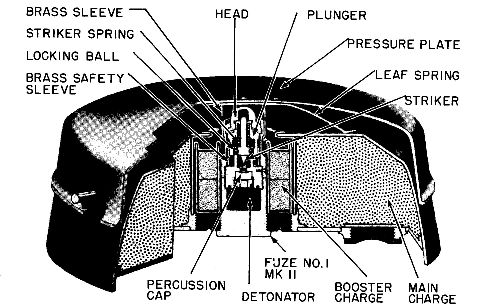 BRASS SLEEVE
STRIKER SPRING
LOCKING BALL
BRASS SAFETY
SLEEVE
HEAD
PLUNGER
PRESSURE PLATE
LEAF SPRING
STRIKER
PERCUSSION
CAP
DETONATOR
FUZE NO. I
MK II
BOOSTER
CHARGE
MAIN
CHARGE